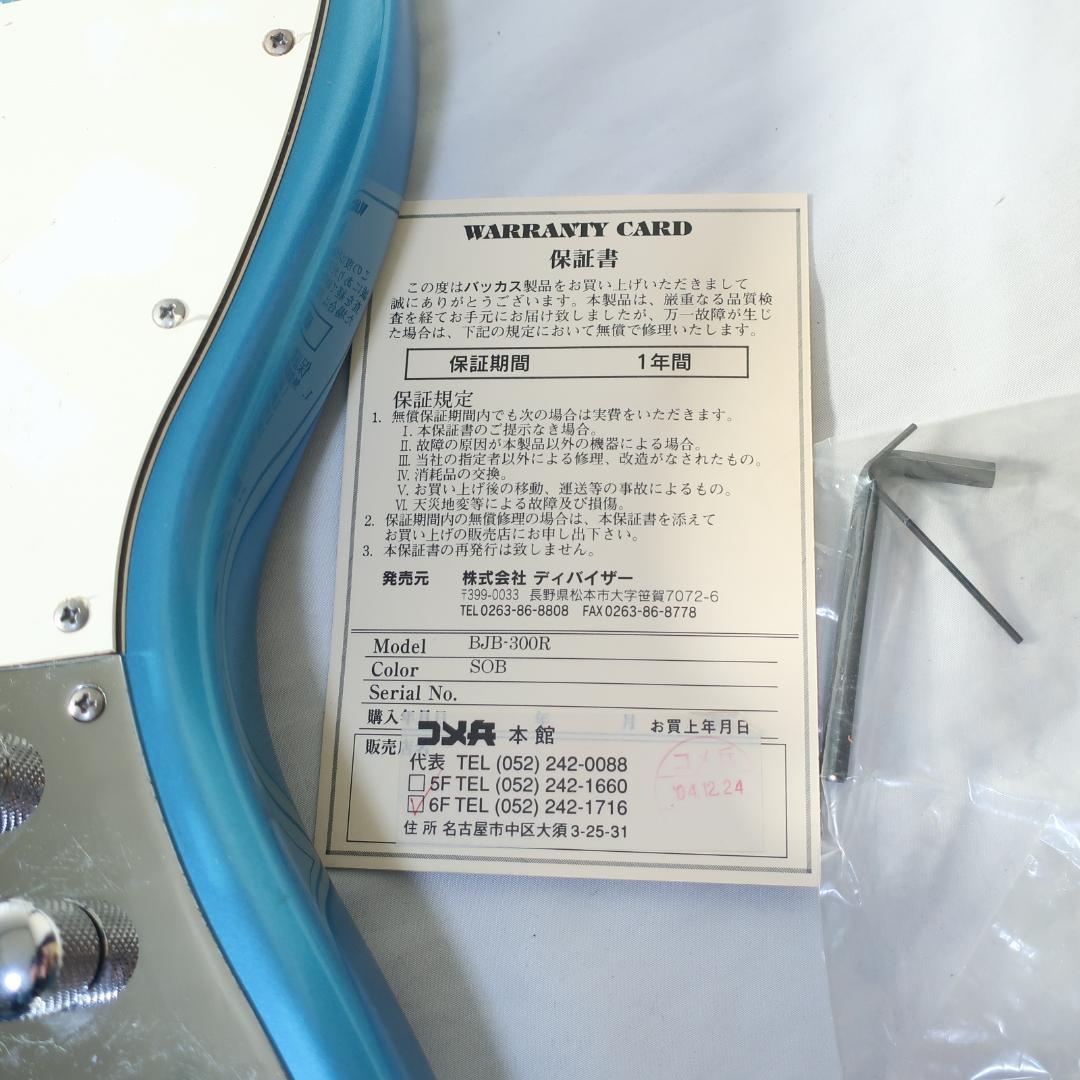 WARRANTY CARD
保証書
この度はバッカス製品をお買い上げいただきまして
誠にありがとうございます。本製品は、厳重なる品質検
査を経てお手元にお届け致しましたが、万一故障が生じ
た場合は、下記の規定において無償で修理いたします。
保証期間 1年間
保証規定
1. 無償保証期間内でも次の場合は実費をいただきます。
I. 本保証書のご提示なき場合。
II. 故障の原因が本製品以外の機器による場合。
III. 当社の指定者以外による修理、改造がなされたもの。
IV. 消耗品の交換。
V. お買い上げ後の移動、運送等の事故によるもの。
VI. 天災地変等による故障及び損傷。
2. 保証期間内の無償修理の場合は、本保証書を添えて
お買い上げの販売店にお申し出下さい。
3. 本保証書の再発行は致しません。
発売元 株式会社 ディバイザー
〒399-0033 長野県松本市大字笹賀7072-6
TEL 0263-86-8808 FAX 0263-86-8778
Model BJB-300R
Color SOB
Serial No.
購入年月日 年 月 お買上年月日
販売
コメ兵 本館
代表 TEL (052) 242-0088
5F TEL (052) 242-1660
6F TEL (052) 242-1716
住所 名古屋市中区大須 3-25-31
コメ兵
'04.12.24